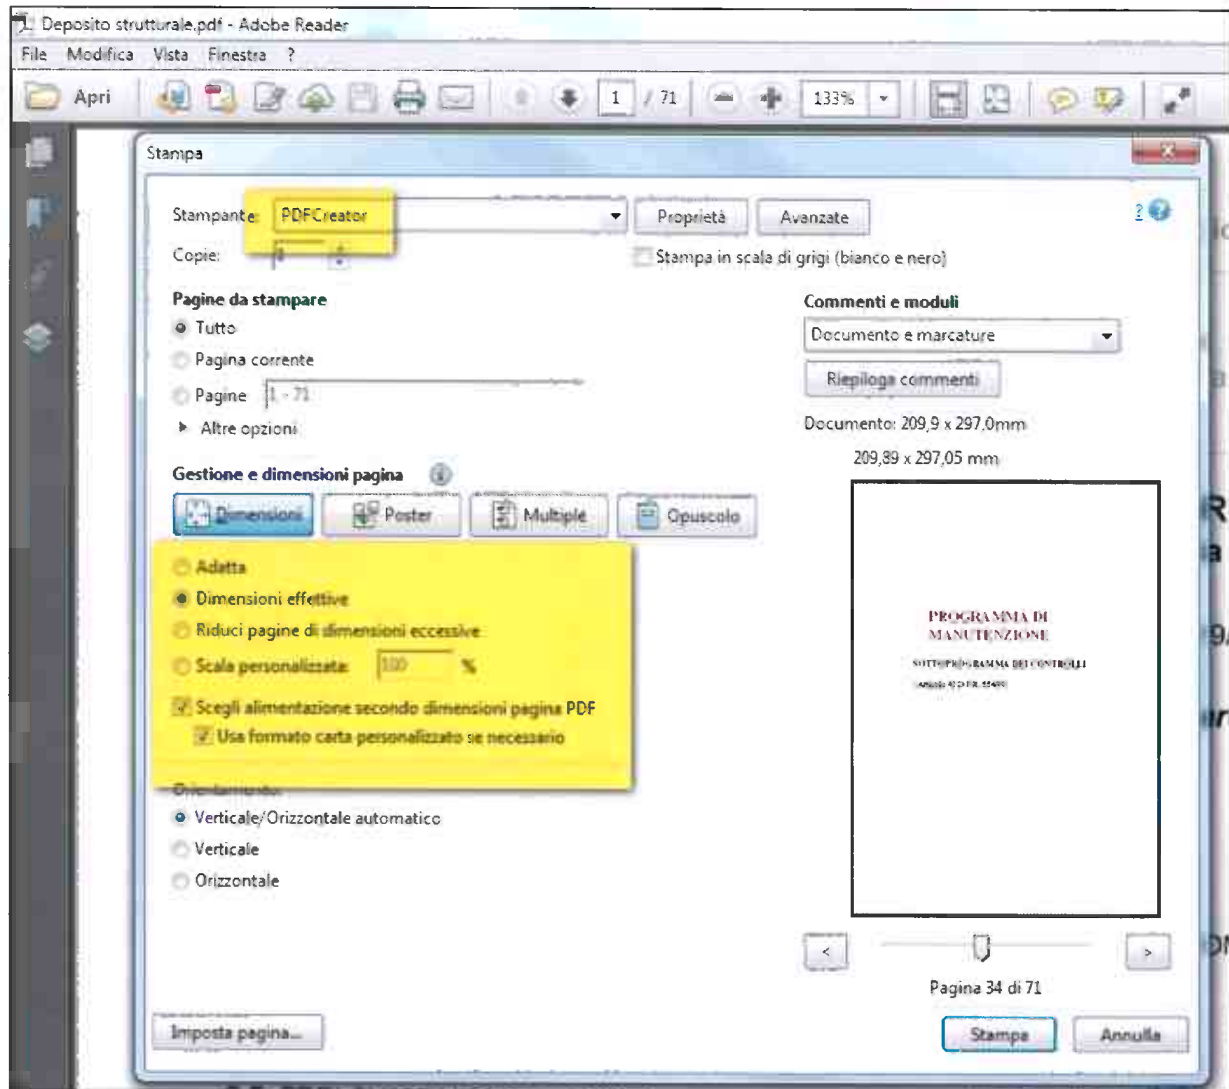 Deposito strutturale.pdf - Adobe Reader
File Modifica Vista Finestra ?
Apri 1 / 71 133%
Stampa
Stampante: PDFCreator Proprietà Avanzate ?
Copie: Stampa in scala di grigi (bianco e nero)
Pagine da stampare
Tutto
Pagina corrente
Pagine 1 - 71
Altre opzioni
Commenti e moduli
Documento e marcature
Riepiloga commenti
Documento: 209,9 x 297,0mm
209,89 x 297,05 mm
Gestione e dimensioni pagina
Dimensioni Poster Multiple Opuscolo
Adatta
Dimensioni effettive
Riduci pagine di dimensioni eccessive
Scala personalizzata: 100 %
Scegli alimentazione secondo dimensioni pagina PDF
Usa formato carta personalizzato se necessario
Orientamento:
Verticale/Orizzontale automatico
Verticale
Orizzontale
PROGRAMMA DI
MANUTENZIONE
SOTTOPROGRAMMA DEI CONTROLLI
< >
Pagina 34 di 71
Imposta pagina... Stampa Annulla